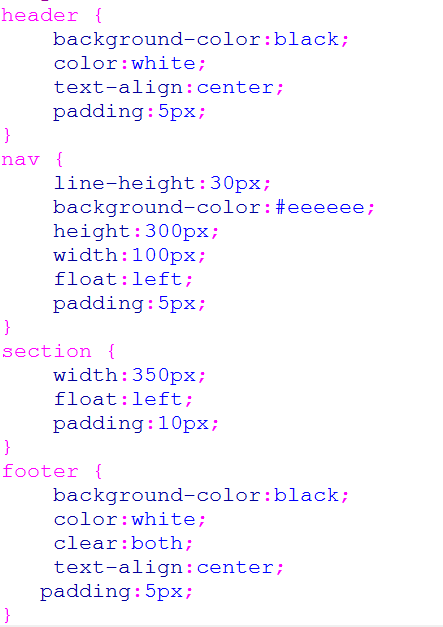 header {
    background-color:black;
    color:white;
    text-align:center;
    padding:5px;
}
nav {
    line-height:30px;
    background-color:#eeeeee;
    height:300px;
    width:100px;
    float:left;
    padding:5px;
}
section {
    width:350px;
    float:left;
    padding:10px;
}
footer {
    background-color:black;
    color:white;
    clear:both;
    text-align:center;
   padding:5px;
}